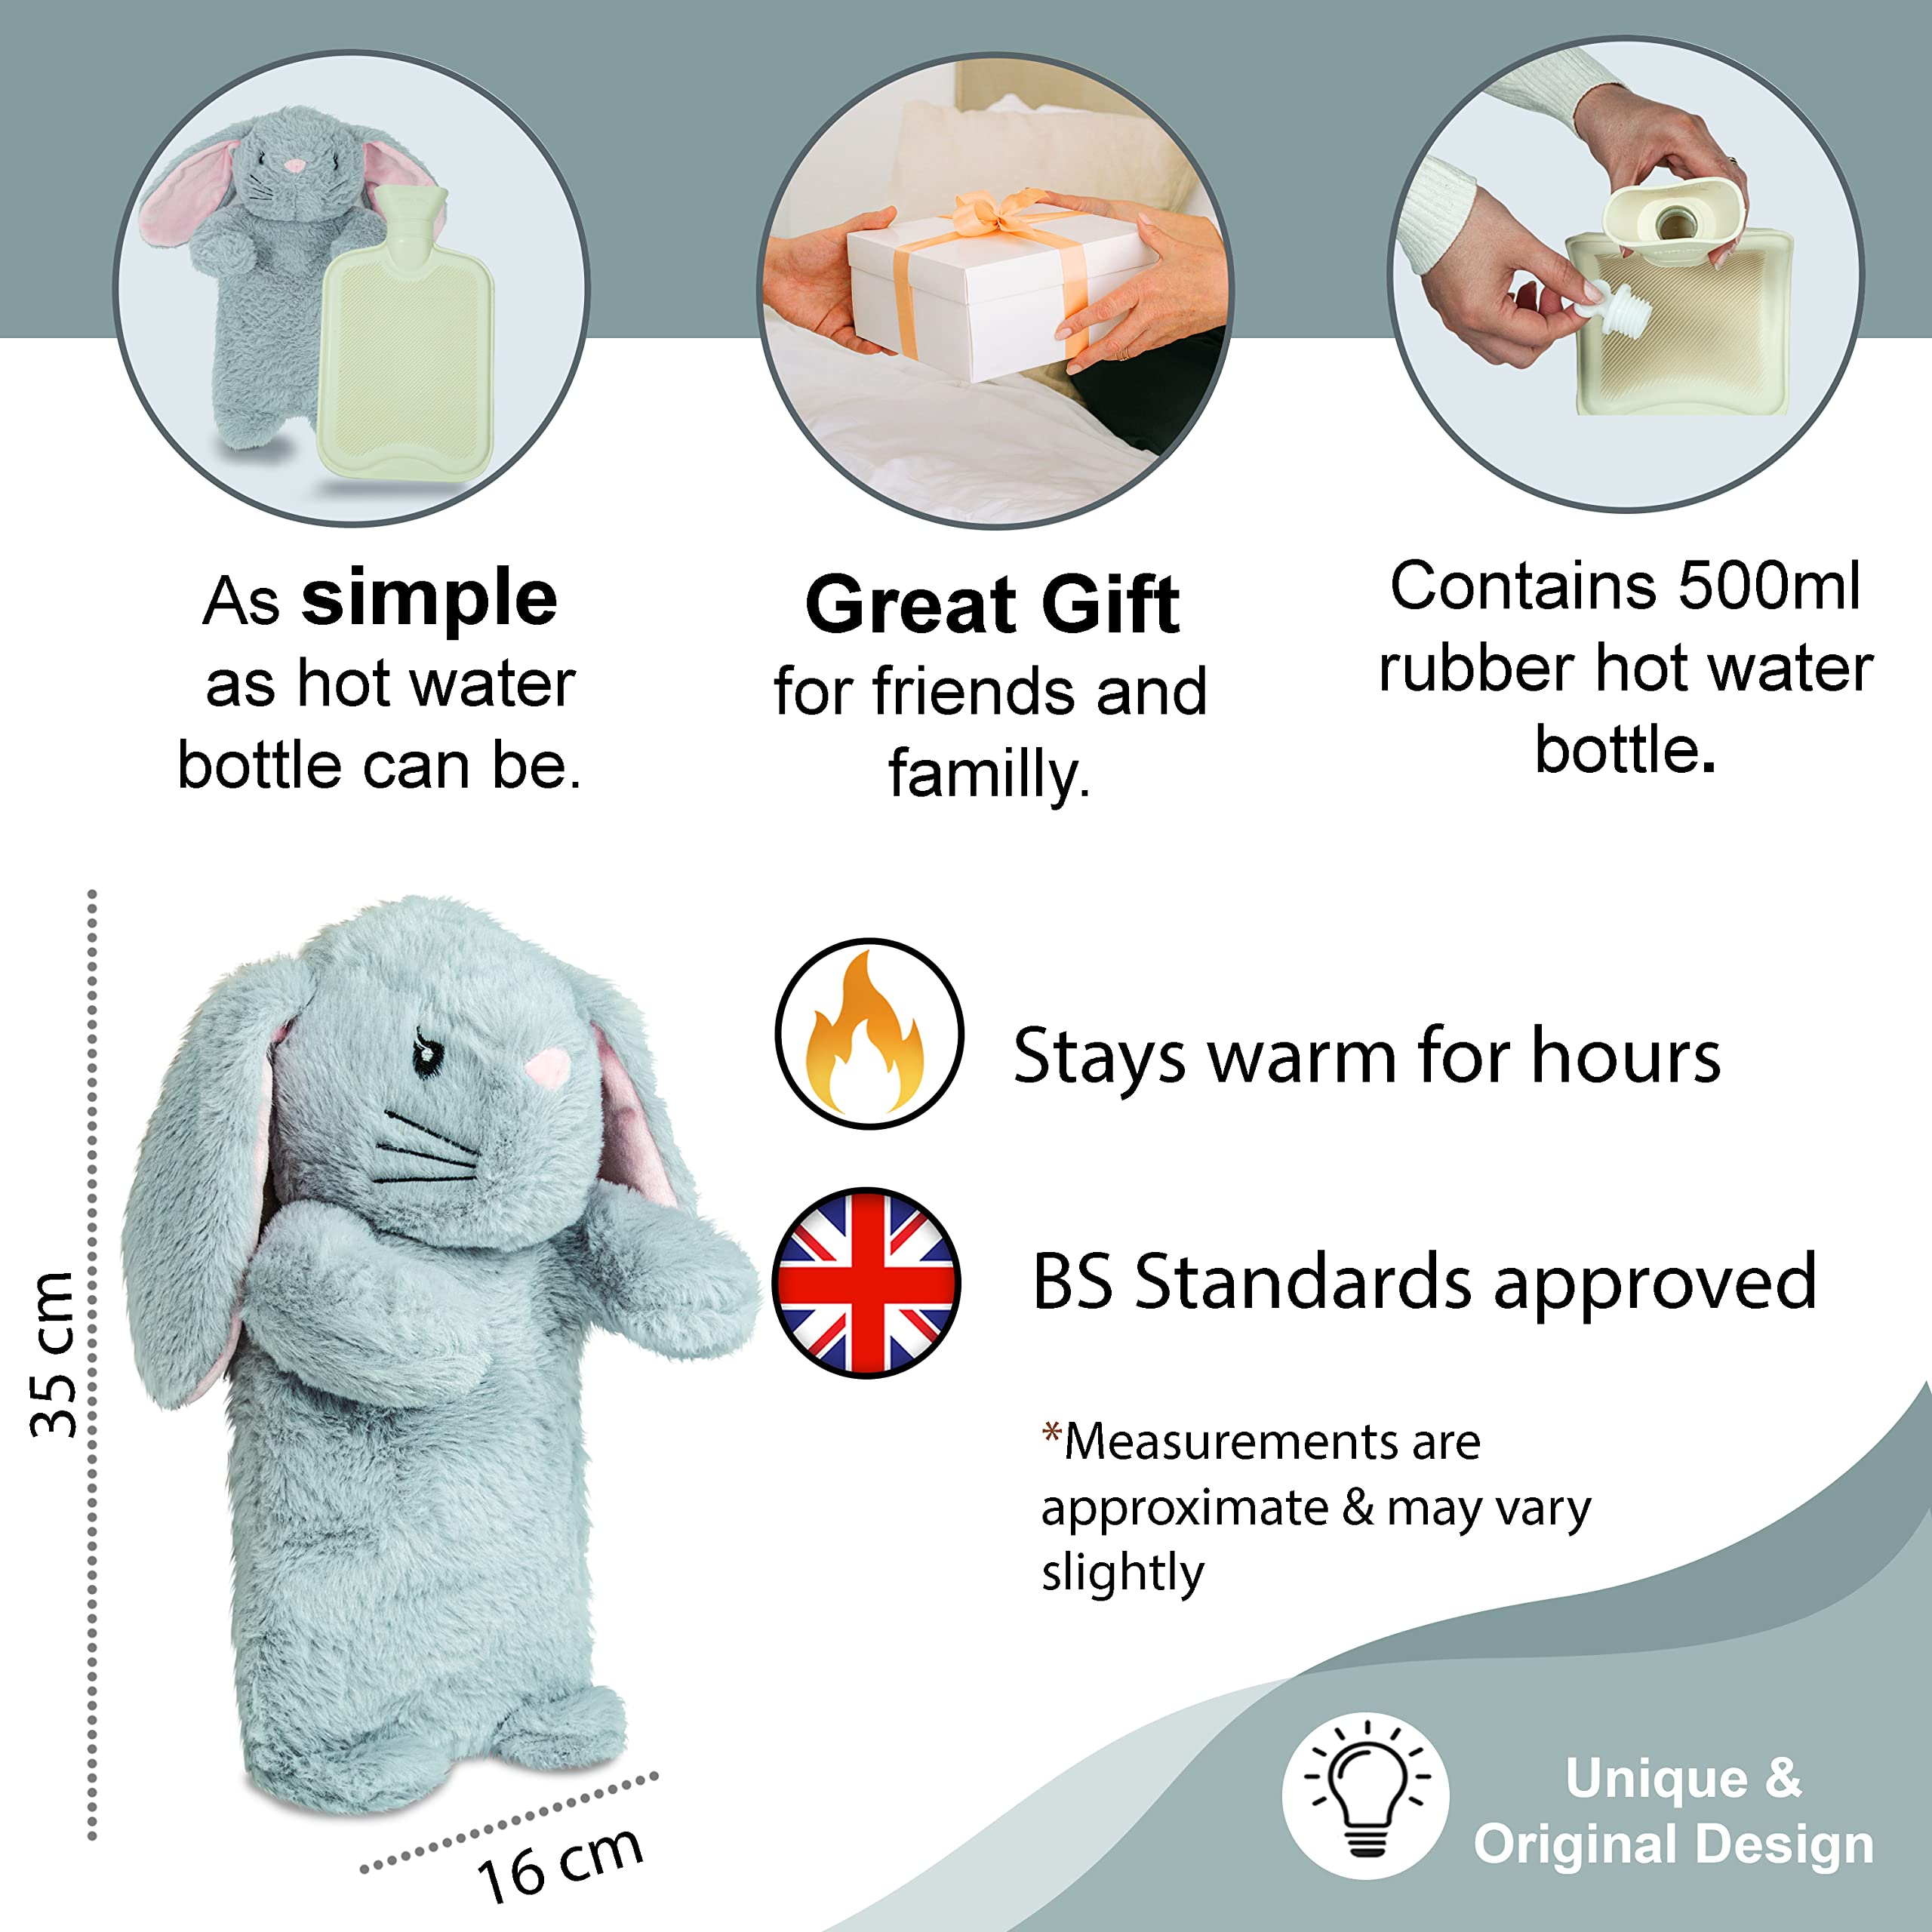 As simple
as hot water
bottle can be.
Great Gift
for friends and
familly.
Contains 500ml
rubber hot water
bottle.
35 cm
16 cm
Stays warm for hours
BS Standards approved
*Measurements are
approximate & may vary
slightly
Unique &
Original Design